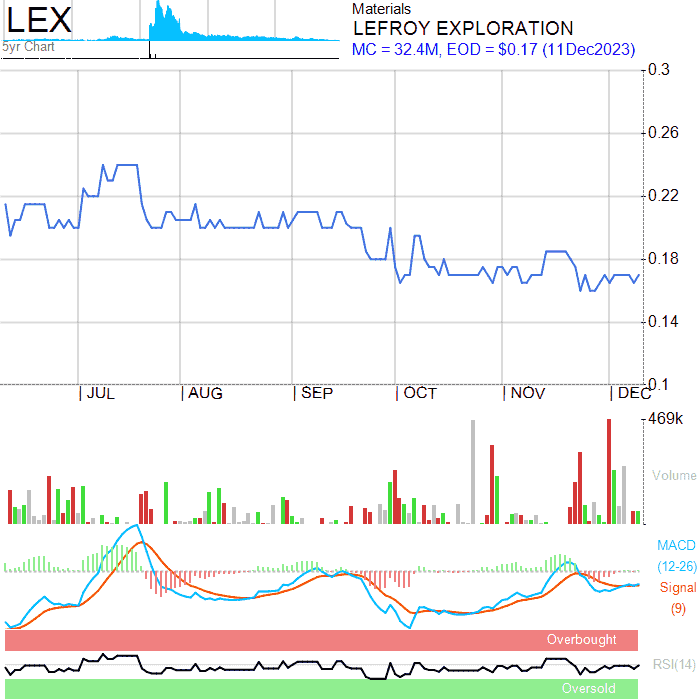 LEX
5yr Chart
Materials
LEFROY EXPLORATION
MC = 32.4M, EOD = $0.17 (11Dec2023)
0.3
0.26
0.22
0.18
0.14
0.1
JUL AUG SEP OCT NOV DEC
469k
Volume
MACD
(12-26)
Signal
(9)
Overbought
RSI(14)
Oversold